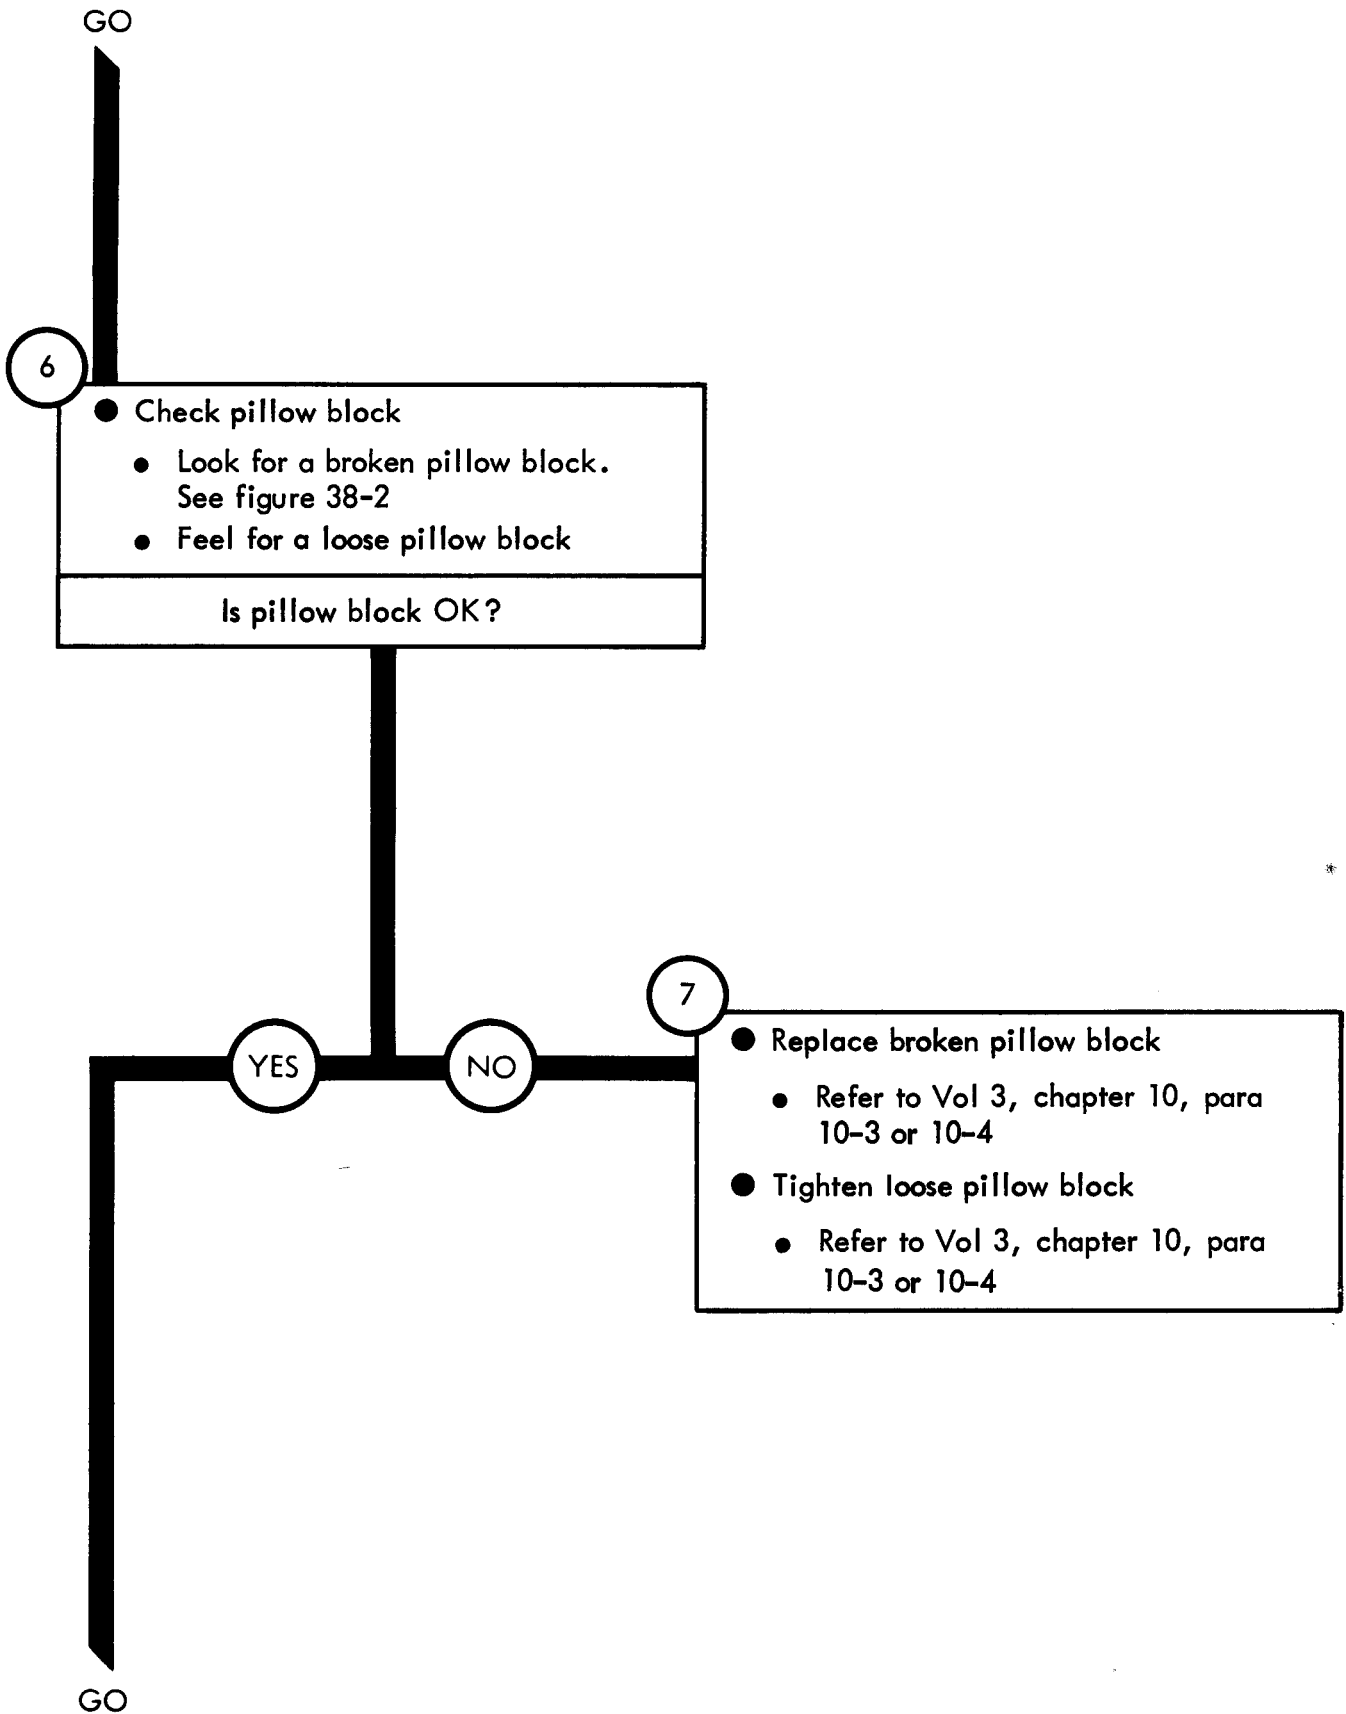 GO
6
● Check pillow block
● Look for a broken pillow block.
See figure 38-2
● Feel for a loose pillow block
Is pillow block OK?
YES
NO
7
● Replace broken pillow block
● Refer to Vol 3, chapter 10, para
10-3 or 10-4
● Tighten loose pillow block
● Refer to Vol 3, chapter 10, para
10-3 or 10-4
GO